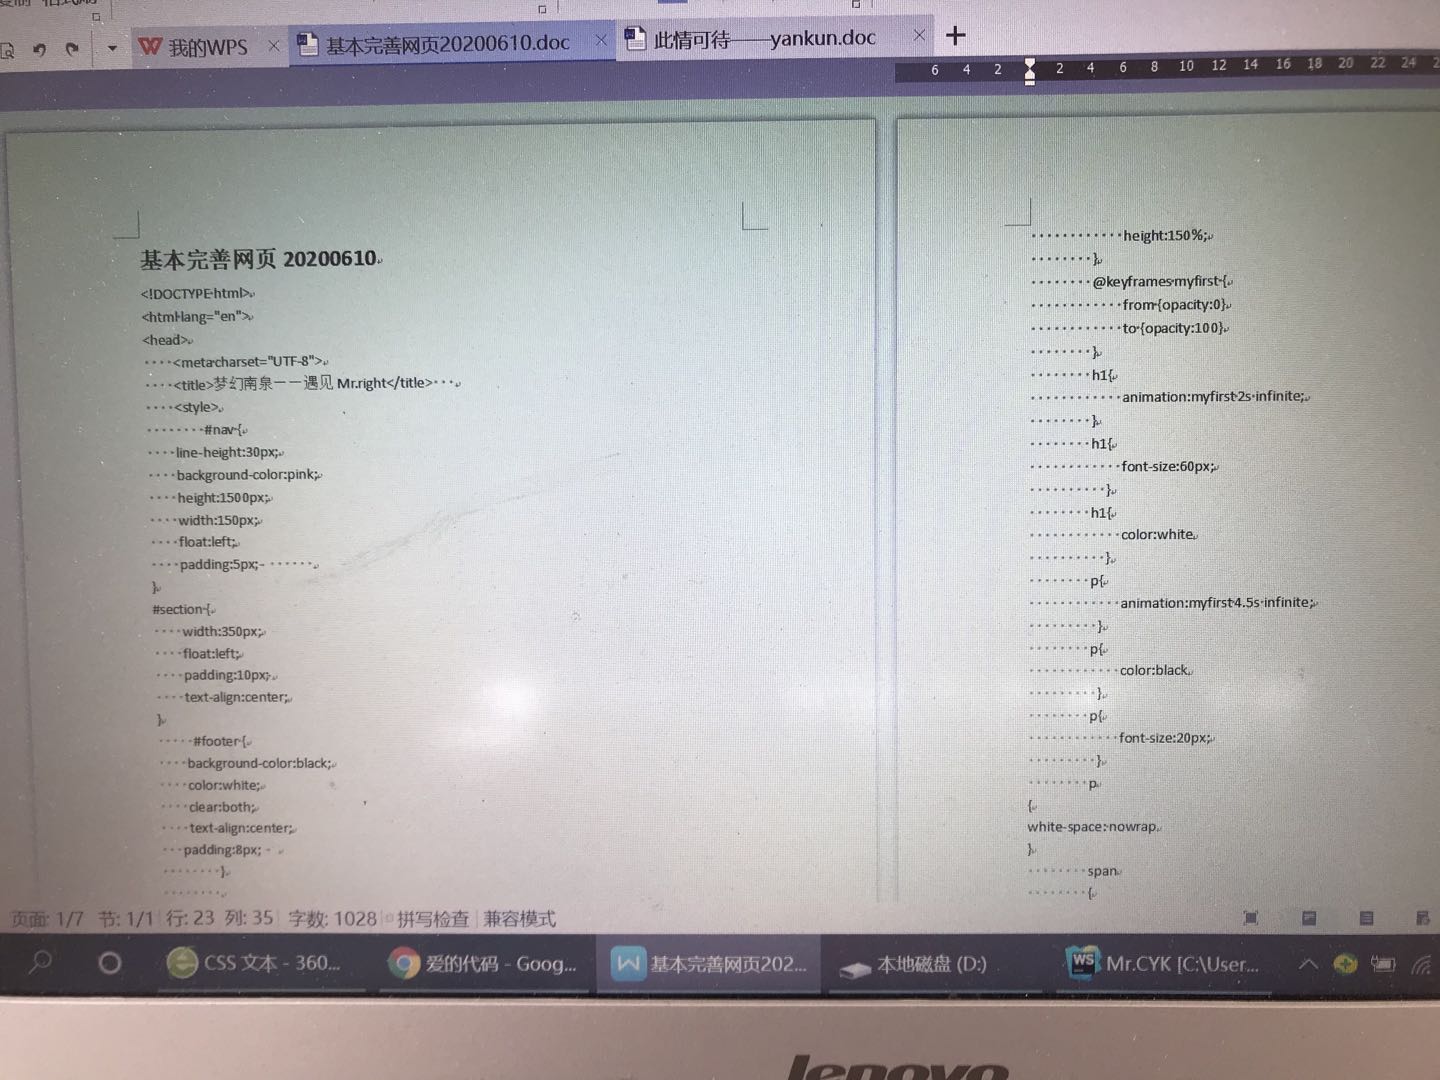 我的WPS
基本完善网页20200610.doc
此情可待——yankun.doc
6 4 2 2 4 6 8 10 12 14 16 18 20 22 24
基本完善网页 20200610
<!DOCTYPE·html>
<html·lang="en">
<head>
····<meta·charset="UTF-8">
····<title>梦幻南泉一一遇见 Mr.right</title>···
····<style>
········#nav·{
····line-height:30px;
····background-color:pink;
····height:1500px;
····width:150px;
····float:left;
····padding:5px;·······
}
#section·{
····width:350px;
····float:left;
····padding:10px;
····text-align:center;
}
·····#footer·{
····background-color:black;
····color:white;
····clear:both;
····text-align:center;
···padding:8px;··
········}
········
············height:150%;
········}
········@keyframes·myfirst·{
············from·{opacity:0}
············to·{opacity:100}
········}
········h1{
············animation:myfirst·2s·infinite;
········}
········h1{
············font-size:60px;
··········}
········h1{
············color:white
··········}
········p{
············animation:myfirst·4.5s·infinite;
·········}
········p{
············color:black
·········}
········p{
············font-size:20px;
·········}
········p
{
white-space:·nowrap
}
········span
········{
页面: 1/7 节: 1/1 行: 23 列: 35 字数: 1028 拼写检查 兼容模式
CSS 文本 - 360...
爱的代码 - Goog...
基本完善网页202...
本地磁盘 (D:)
WS Mr.CYK [C:\User...
lenovo